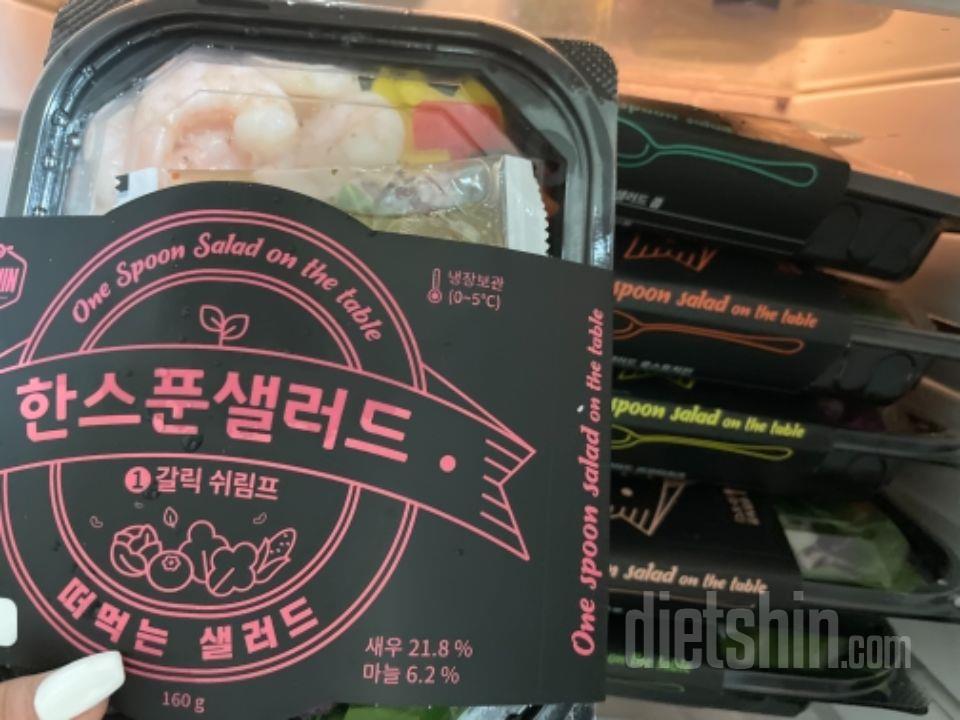 One Spoon Salad on the table
냉장보관
(0~5℃)
한스푼샐러드
1 갈릭 쉬림프
떠먹는 샐러드
새우 21.8 %
마늘 6.2 %
160 g
One spoon salad on the table
spoon salad on the table
spoon salad on the table
salad on the table
dietshin.com